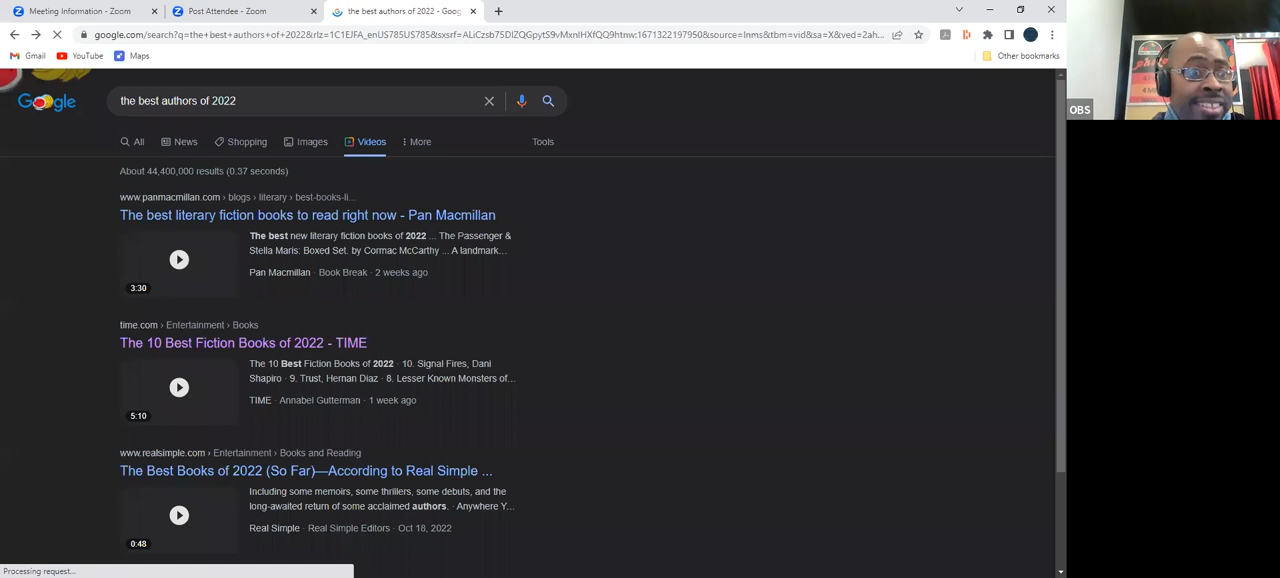 Meeting Information - Zoom
Post Attendee - Zoom
the best authors of 2022 - Goog
google.com/search?q=the+best+authors+of+2022&rlz=1C1EJFA_enUS785US785&sxsrf=ALiCzsb75DIZQGpytS9vMxnIHXfQQ9htnw:1671322197950&source=lnms&tbm=vid&sa=X&ved=2ah...
Gmail
YouTube
Maps
Other bookmarks
Google
the best authors of 2022
All
News
Shopping
Images
Videos
More
Tools
About 44,400,000 results (0.37 seconds)
www.panmacmillan.com › blogs › literary › best-books-li...
The best literary fiction books to read right now - Pan Macmillan
The best new literary fiction books of 2022 ... The Passenger &
Stella Maris: Boxed Set. by Cormac McCarthy ... A landmark...
Pan Macmillan · Book Break · 2 weeks ago
3:30
time.com › Entertainment › Books
The 10 Best Fiction Books of 2022 - TIME
The 10 Best Fiction Books of 2022 · 10. Signal Fires, Dani
Shapiro · 9. Trust, Hernan Diaz · 8. Lesser Known Monsters of...
TIME · Annabel Gutterman · 1 week ago
5:10
www.realsimple.com › Entertainment › Books and Reading
The Best Books of 2022 (So Far)—According to Real Simple ...
Including some memoirs, some thrillers, some debuts, and the
long-awaited return of some acclaimed authors. · Anywhere Y...
Real Simple · Real Simple Editors · Oct 18, 2022
0:48
Processing request...
OBS